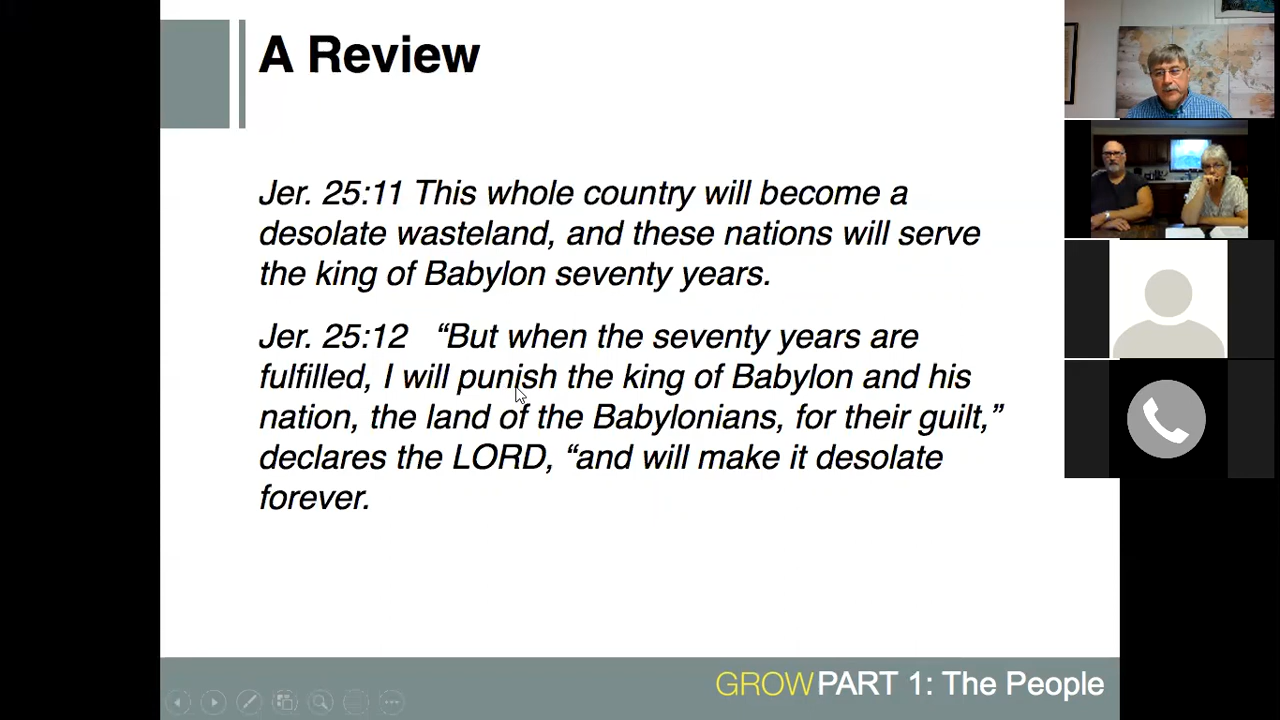 A Review
Jer. 25:11 This whole country will become a
desolate wasteland, and these nations will serve
the king of Babylon seventy years.
Jer. 25:12 “But when the seventy years are
fulfilled, I will punish the king of Babylon and his
nation, the land of the Babylonians, for their guilt,”
declares the LORD, “and will make it desolate
forever.
GROWPART 1: The People